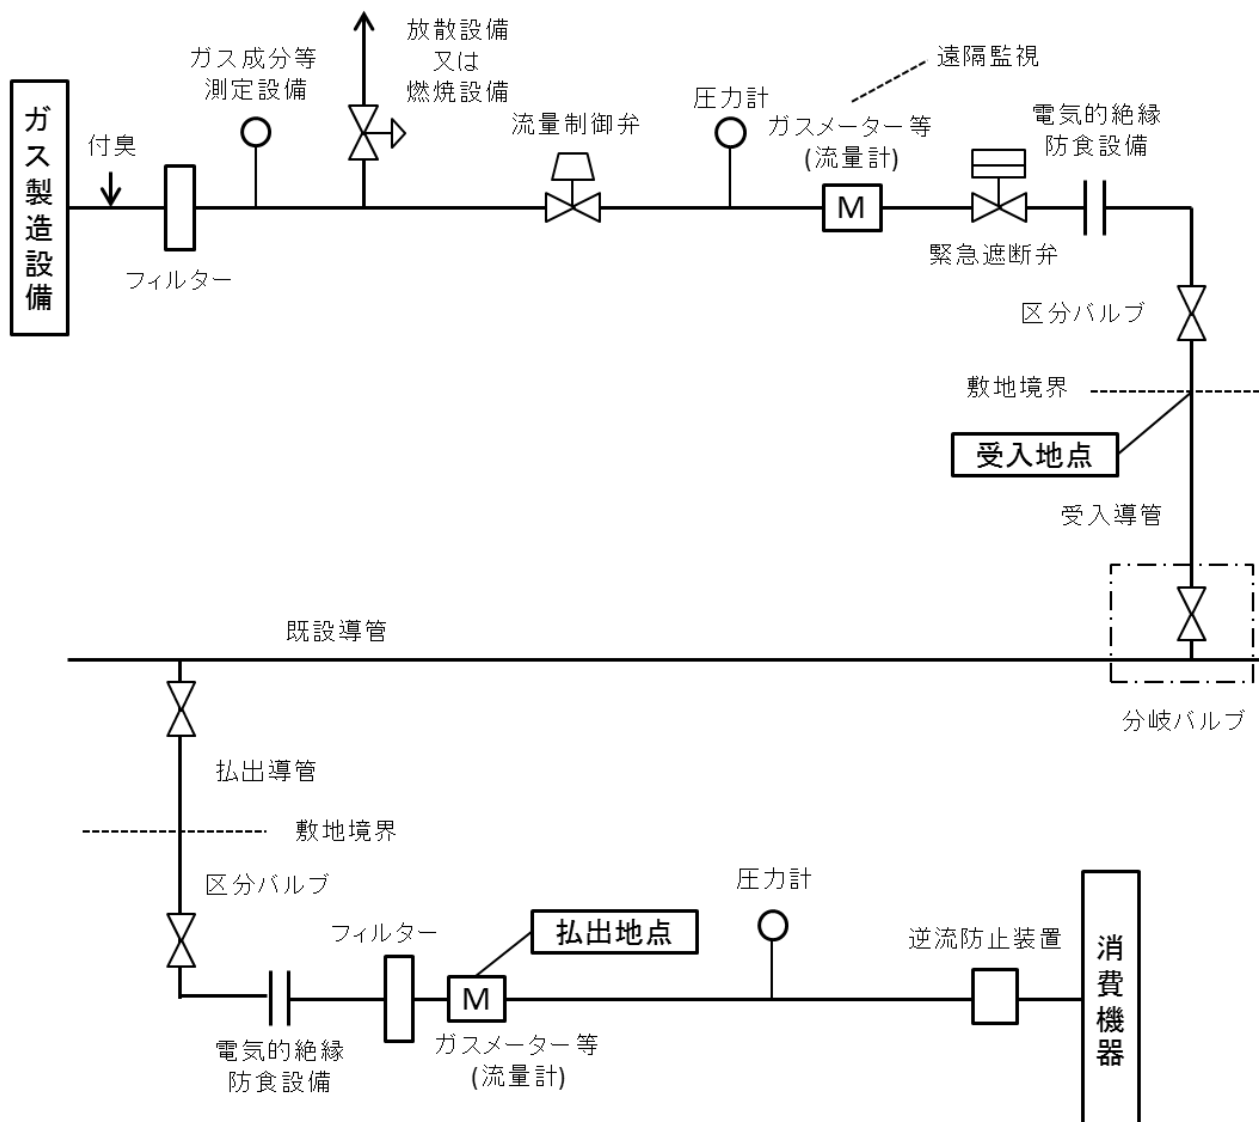 放散設備
又は
燃焼設備
ガス成分等
測定設備
遠隔監視
圧力計
ガスメーター等
(流量計)
電気的絶縁
防食設備
流量制御弁
付臭
ガス製造設備
M
フィルター
緊急遮断弁
区分バルブ
敷地境界
受入地点
受入導管
既設導管
分岐バルブ
払出導管
敷地境界
区分バルブ
圧力計
フィルター
払出地点
逆流防止装置
消費機器
M
電気的絶縁
防食設備
ガスメーター等
(流量計)